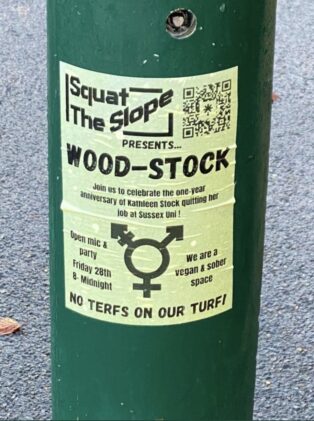 Squat
The Slope
PRESENTS...
WOOD-STOCK
Join us to celebrate the one-year
anniversary of Kathleen Stock quitting her
job at Sussex Uni !
Open mic &
party
Friday 28th
8- Midnight
We are a
vegan & sober
space
NO TERFS ON OUR TURF!